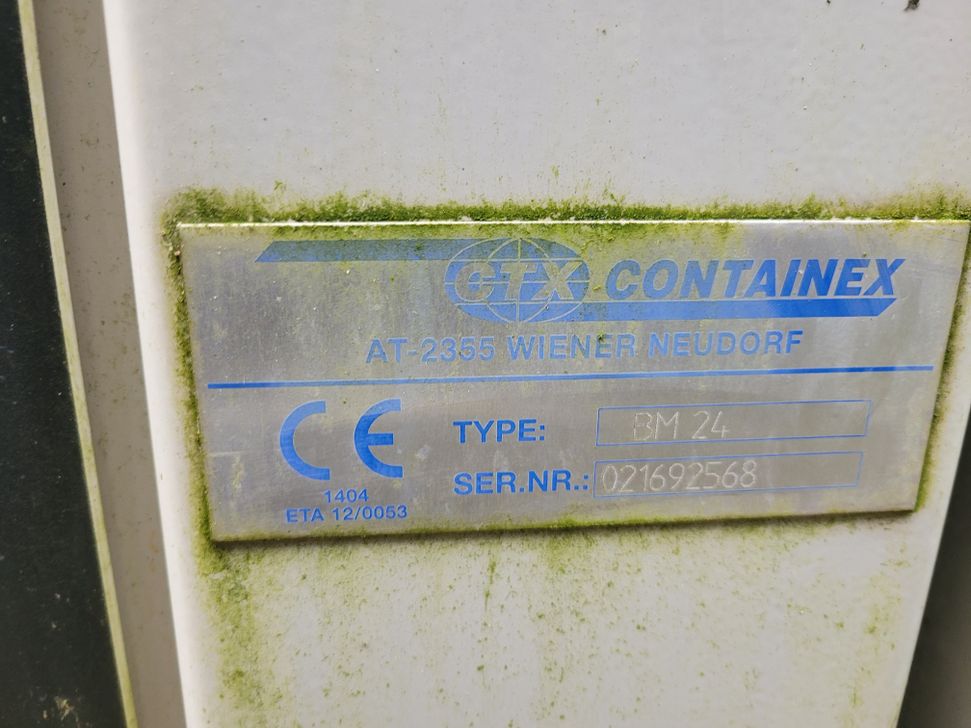 CTX CONTAINEX
AT-2355 WIENER NEUDORF
CE
TYPE: BM 24
SER.NR.: 021692568
1404
ETA 12/0053